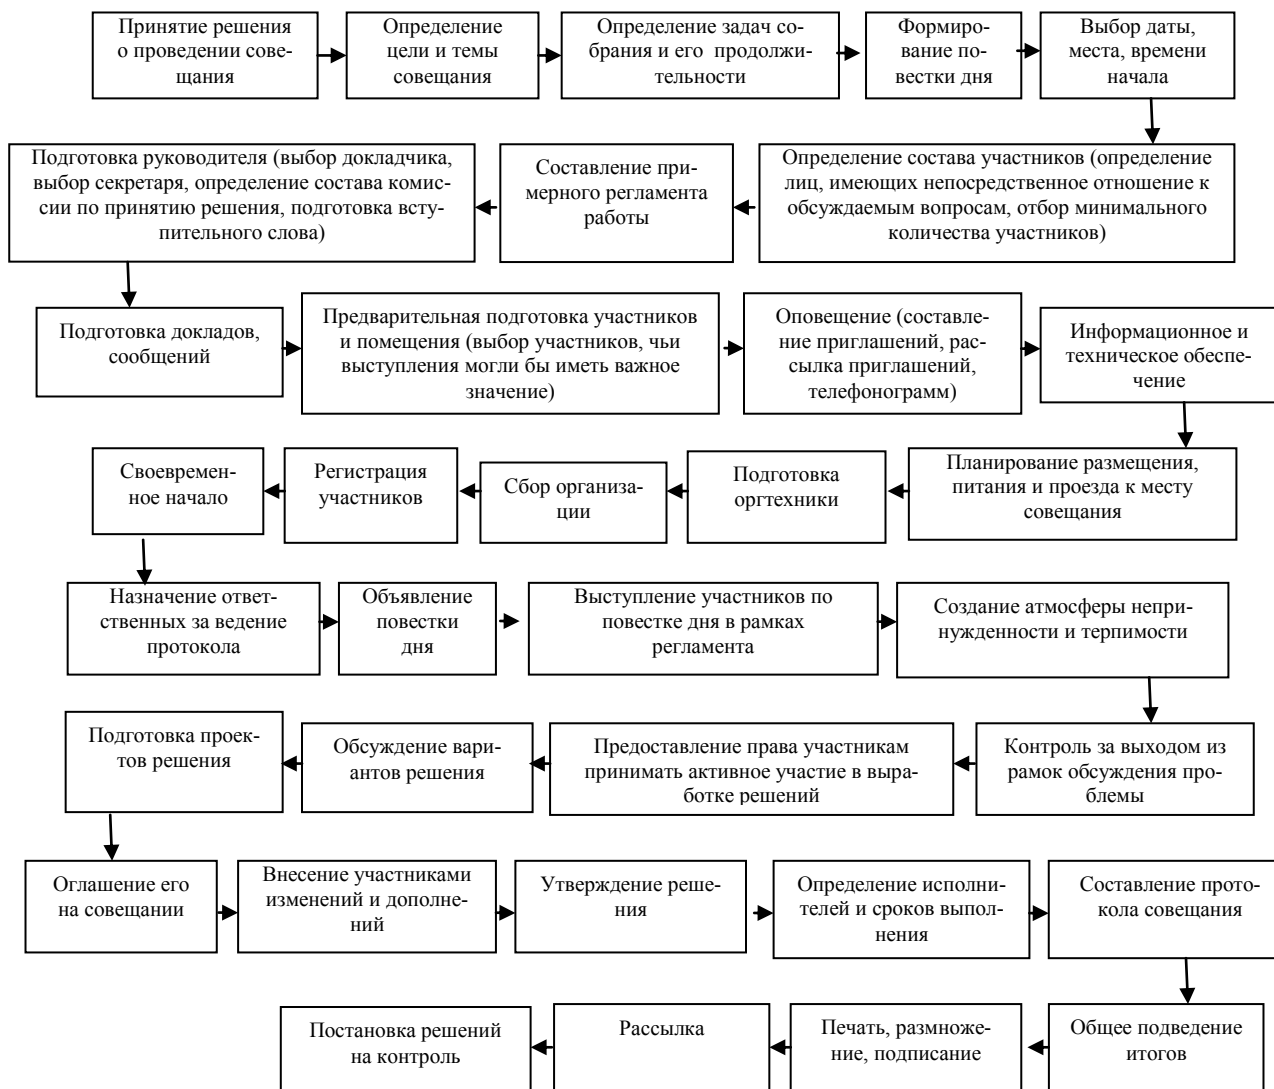 Принятие решения
о проведении сове-
щания
Определение
цели и темы
совещания
Определение задач со-
брания и его продолжи-
тельности
Формиро-
вание по-
вестки дня
Выбор даты,
места, времени
начала
Определение состава участников (определение
лиц, имеющих непосредственное отношение к
обсуждаемым вопросам, отбор минимального
количества участников)
Составление при-
мерного регламента
работы
Подготовка руководителя (выбор докладчика,
выбор секретаря, определение состава комис-
сии по принятию решения, подготовка всту-
пительного слова)
Подготовка докладов,
сообщений
Предварительная подготовка участников
и помещения (выбор участников, чьи
выступления могли бы иметь важное
значение)
Оповещение (составле-
ние приглашений, рас-
сылка приглашений,
телефонограмм)
Информационное и
техническое обеспе-
чение
Планирование размещения,
питания и проезда к месту
совещания
Подготовка
оргтехники
Сбор организа-
ции
Регистрация
участников
Своевремен-
ное начало
Назначение ответ-
ственных за ведение
протокола
Объявление
повестки
дня
Выступление участников по
повестке дня в рамках
регламента
Создание атмосферы непри-
нужденности и терпимости
Контроль за выходом из
рамок обсуждения про-
блемы
Предоставление права участникам
принимать активное участие в выра-
ботке решений
Обсуждение вари-
антов решения
Подготовка проек-
тов решения
Оглашение его
на совещании
Внесение участниками
изменений и дополне-
ний
Утверждение реше-
ния
Определение исполни-
телей и сроков выпол-
нения
Составление прото-
кола совещания
Общее подведение
итогов
Печать, размноже-
ние, подписание
Рассылка
Постановка решений
на контроль